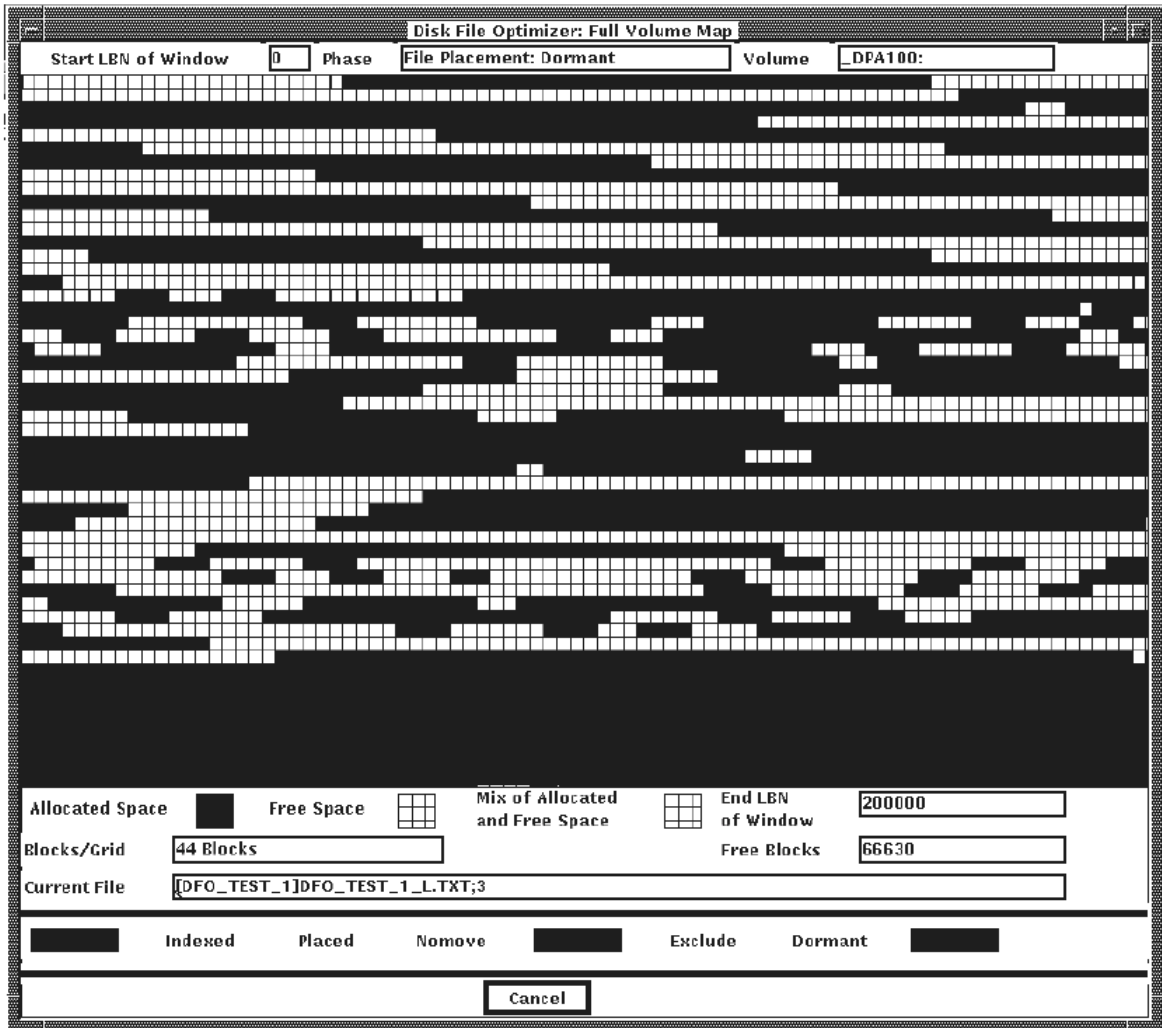 Disk File Optimizer: Full Volume Map
Start LBN of Window 0 Phase File Placement: Dormant Volume _DPA100:
Allocated Space Free Space Mix of Allocated and Free Space End LBN of Window 200000
Blocks/Grid 44 Blocks Free Blocks 66630
Current File [DFO_TEST_1]DFO_TEST_1_L.TXT;3
Indexed Placed Nomove Exclude Dormant
Cancel